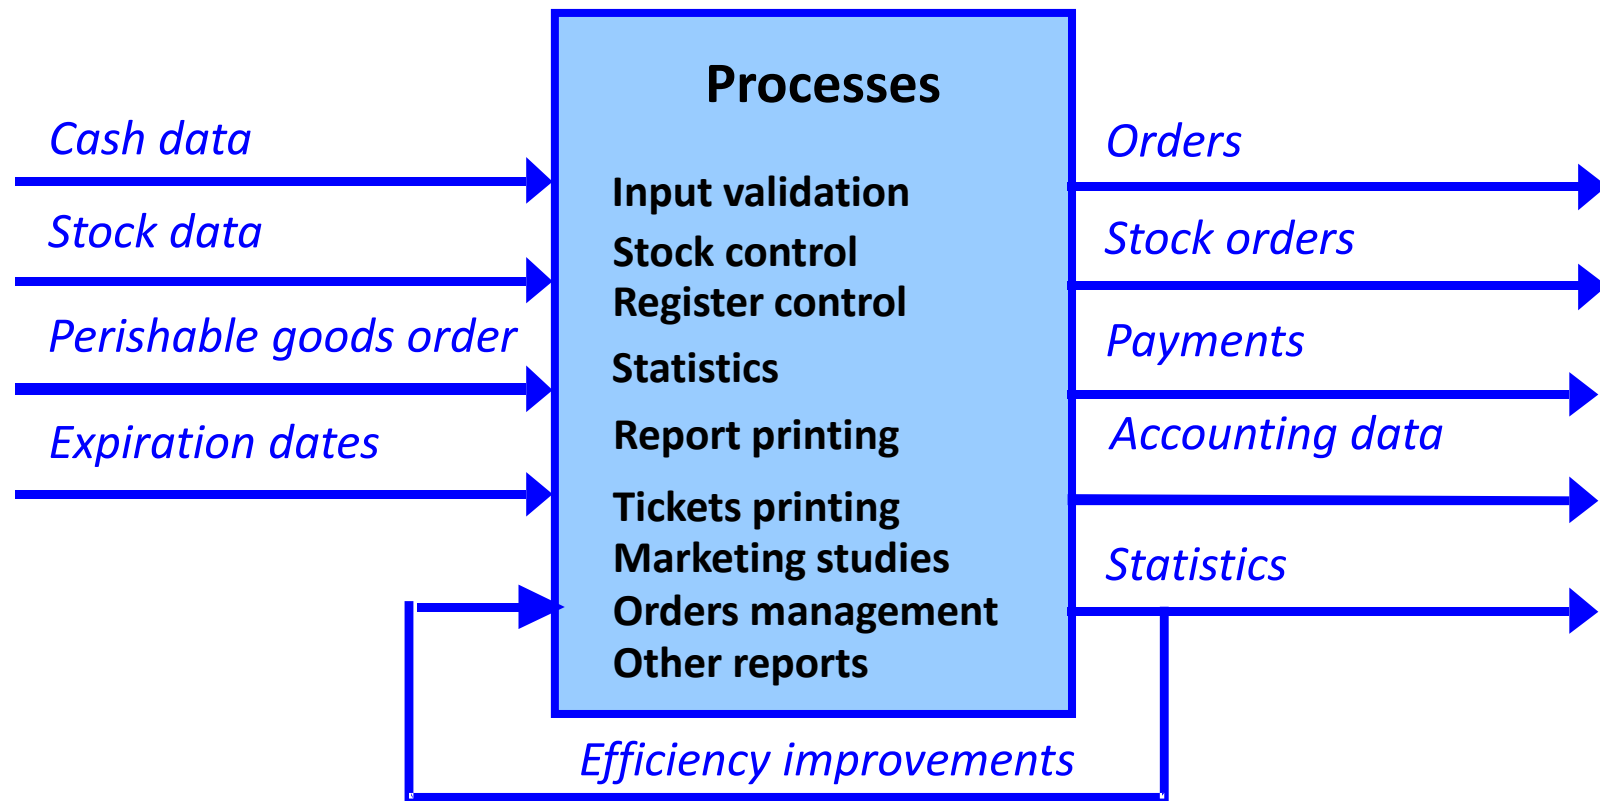 Cash data
Stock data
Perishable goods order
Expiration dates
Processes
Input validation
Stock control
Register control
Statistics
Report printing
Tickets printing
Marketing studies
Orders management
Other reports
Orders
Stock orders
Payments
Accounting data
Statistics
Efficiency improvements